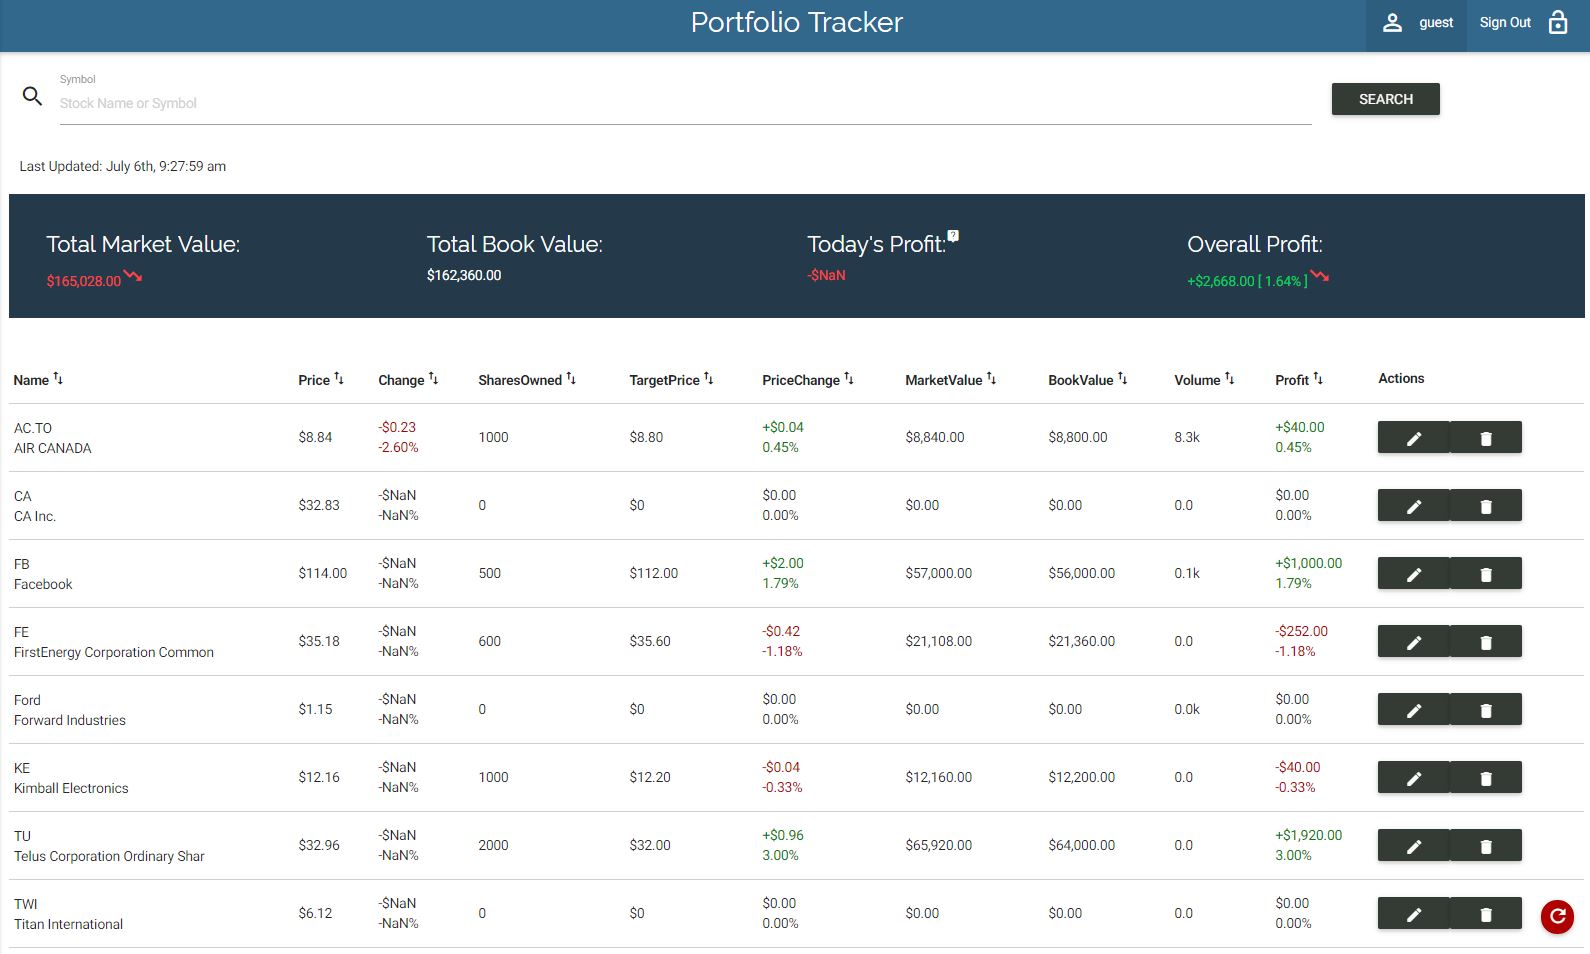 Portfolio Tracker
guest
Sign Out
Symbol
Stock Name or Symbol
SEARCH
Last Updated: July 6th, 9:27:59 am
Total Market Value:
$165,028.00
Total Book Value:
$162,360.00
Today's Profit:
-$NaN
Overall Profit:
+$2,668.00 [ 1.64% ]
Name Price Change SharesOwned TargetPrice PriceChange MarketValue BookValue Volume Profit Actions
AC.TO -$0.23 +$0.04 +$40.00
$8.84 1000 $8.80 $8,840.00 $8,800.00 8.3k
AIR CANADA -2.60% 0.45% 0.45%
CA -$NaN $0.00 $0.00
$32.83 0 $0 $0.00 $0.00 0.0
CA Inc. -NaN% 0.00% 0.00%
FB -$NaN +$2.00 +$1,000.00
$114.00 500 $112.00 $57,000.00 $56,000.00 0.1k
Facebook -NaN% 1.79% 1.79%
FE -$NaN -$0.42 -$252.00
$35.18 600 $35.60 $21,108.00 $21,360.00 0.0
FirstEnergy Corporation Common -NaN% -1.18% -1.18%
Ford -$NaN $0.00 $0.00
$1.15 0 $0 $0.00 $0.00 0.0k
Forward Industries -NaN% 0.00% 0.00%
KE -$NaN -$0.04 -$40.00
$12.16 1000 $12.20 $12,160.00 $12,200.00 0.0
Kimball Electronics -NaN% -0.33% -0.33%
TU -$NaN +$0.96 +$1,920.00
$32.96 2000 $32.00 $65,920.00 $64,000.00 0.0
Telus Corporation Ordinary Shar -NaN% 3.00% 3.00%
TWI -$NaN $0.00 $0.00
$6.12 0 $0 $0.00 $0.00 0.0
Titan International -NaN% 0.00% 0.00%